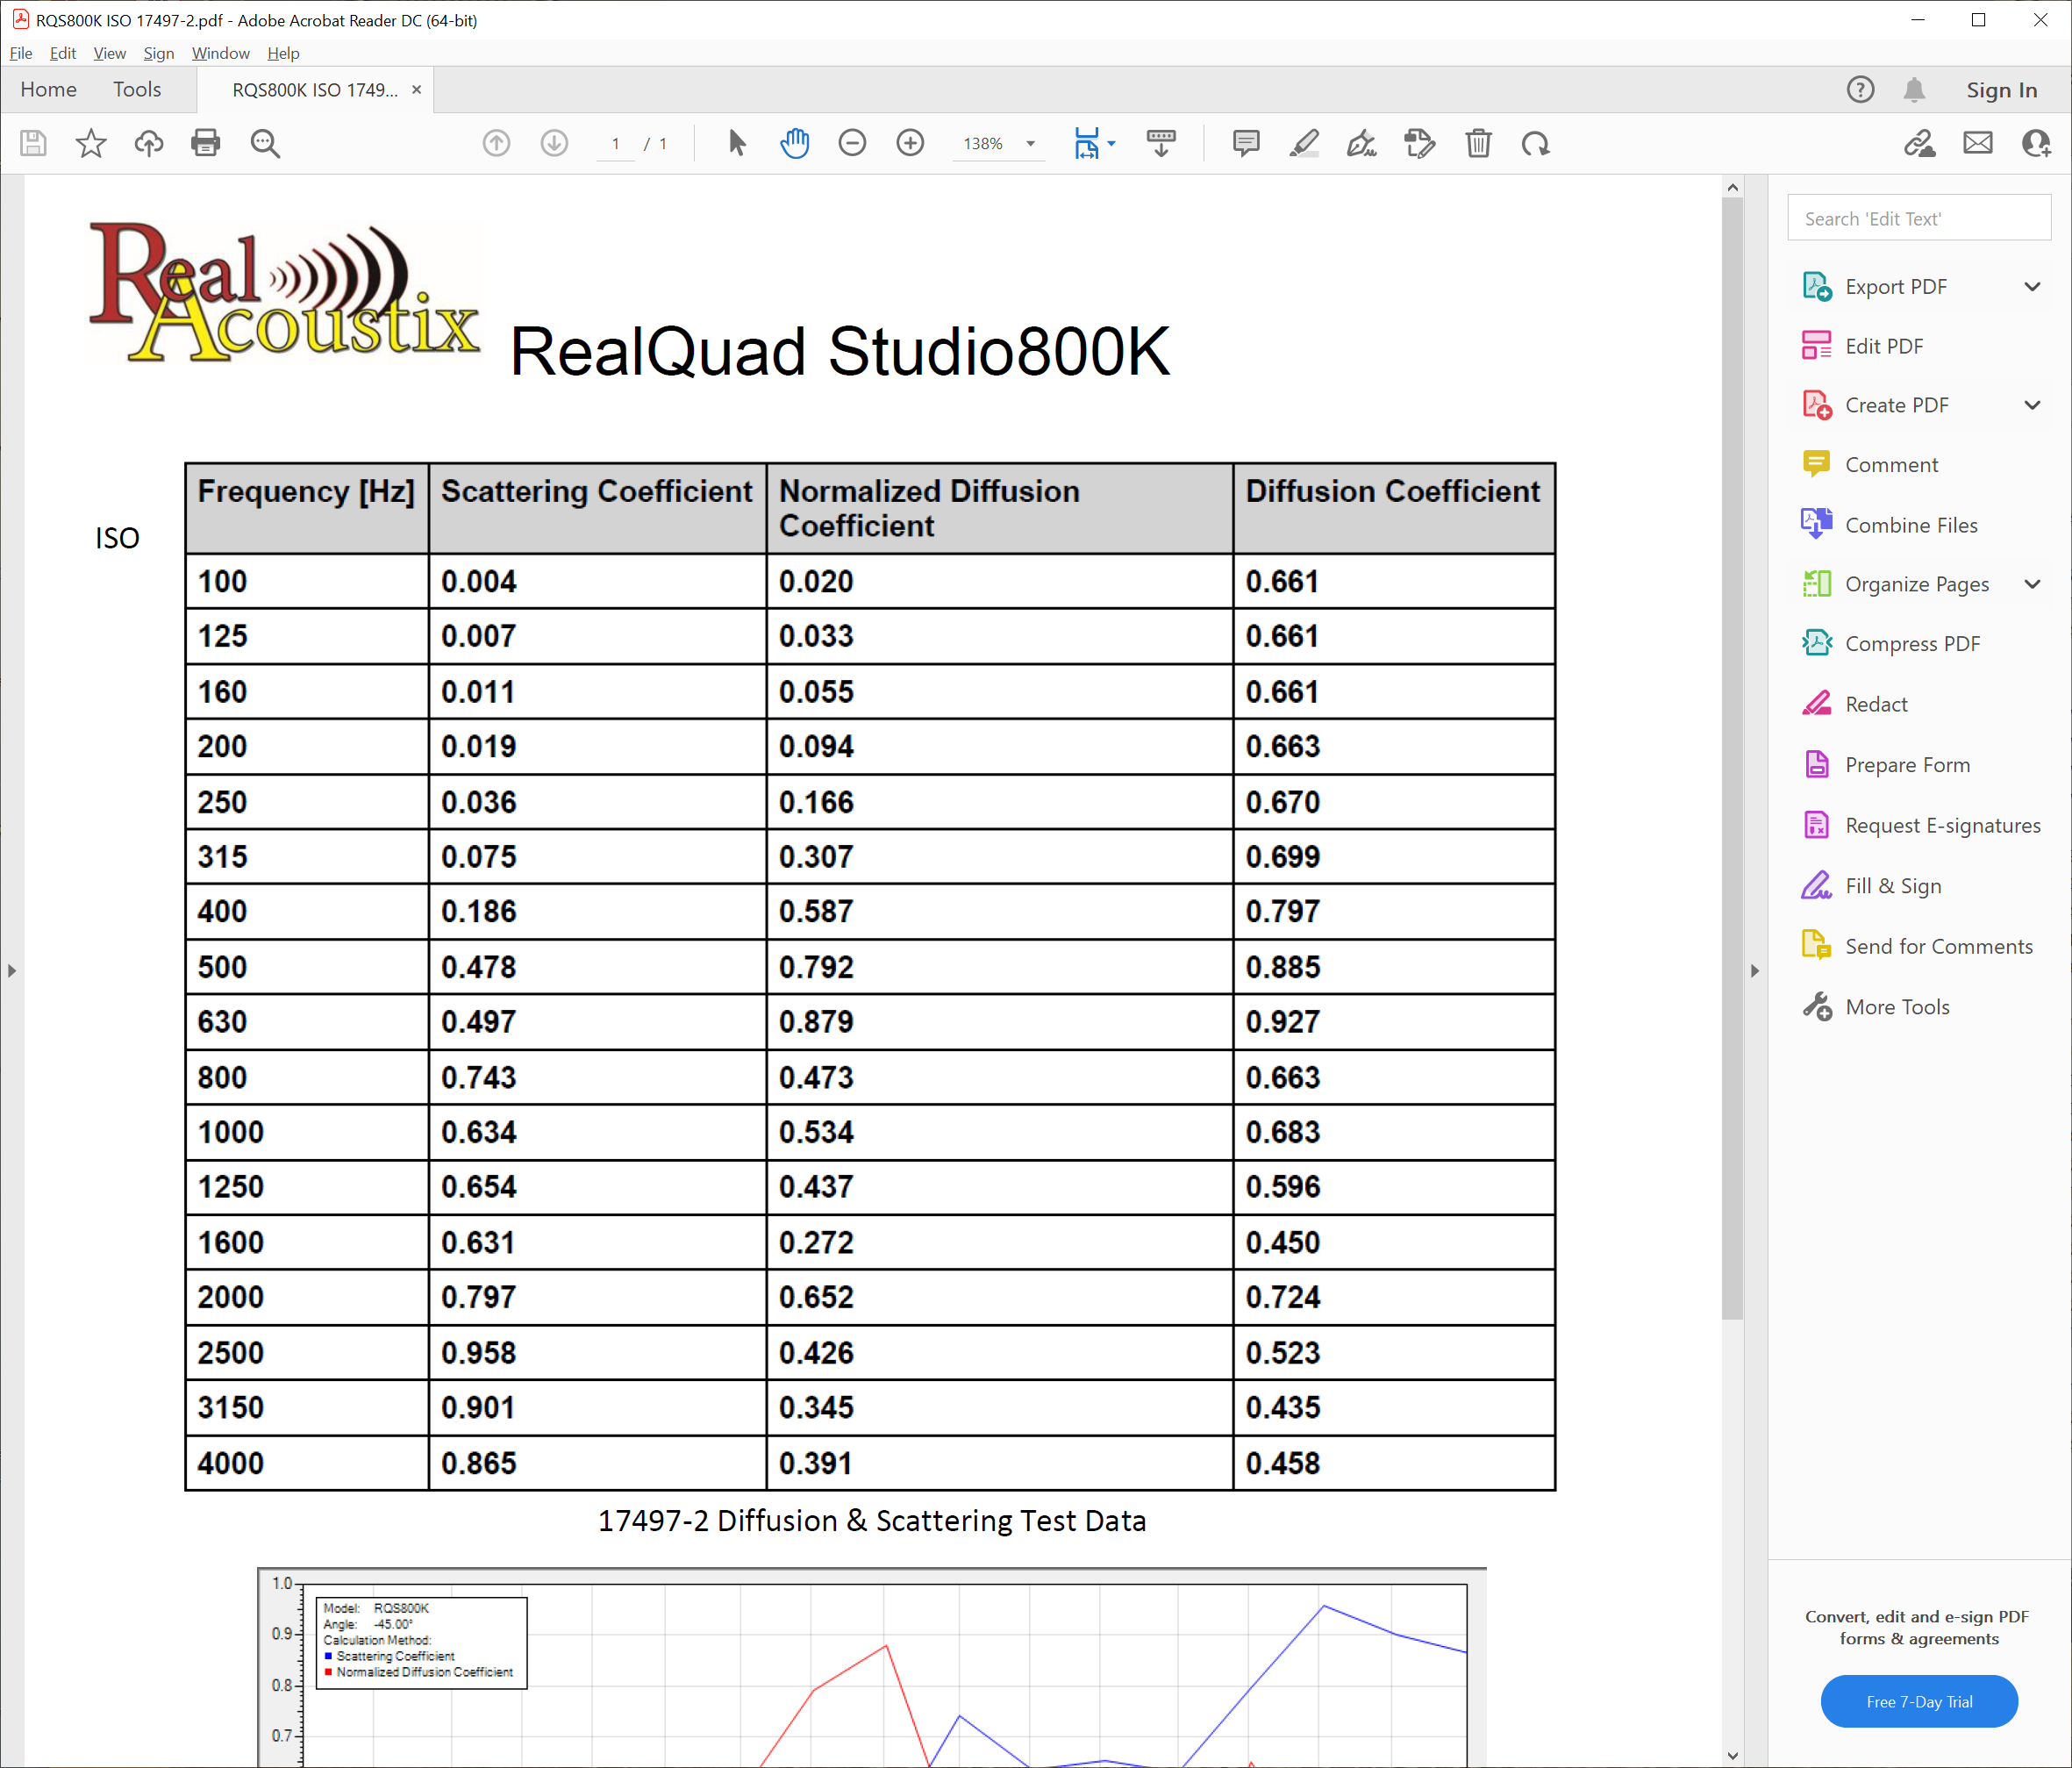 RQS800K ISO 17497-2.pdf - Adobe Acrobat Reader DC (64-bit)
File Edit View Sign Window Help
Home Tools RQS800K ISO 1749... × Sign In
1 / 1 138%
Real
Acoustix
RealQuad Studio800K
ISO
Frequency [Hz] Scattering Coefficient Normalized Diffusion Coefficient Diffusion Coefficient
100 0.004 0.020 0.661
125 0.007 0.033 0.661
160 0.011 0.055 0.661
200 0.019 0.094 0.663
250 0.036 0.166 0.670
315 0.075 0.307 0.699
400 0.186 0.587 0.797
500 0.478 0.792 0.885
630 0.497 0.879 0.927
800 0.743 0.473 0.663
1000 0.634 0.534 0.683
1250 0.654 0.437 0.596
1600 0.631 0.272 0.450
2000 0.797 0.652 0.724
2500 0.958 0.426 0.523
3150 0.901 0.345 0.435
4000 0.865 0.391 0.458
17497-2 Diffusion & Scattering Test Data
1.0
0.9
0.8
0.7
Model: RQS800K
Angle: -45.00°
Calculation Method:
Scattering Coefficient
Normalized Diffusion Coefficient
Search 'Edit Text'
Export PDF
Edit PDF
Create PDF
Comment
Combine Files
Organize Pages
Compress PDF
Redact
Prepare Form
Request E-signatures
Fill & Sign
Send for Comments
More Tools
Convert, edit and e-sign PDF
forms & agreements
Free 7-Day Trial